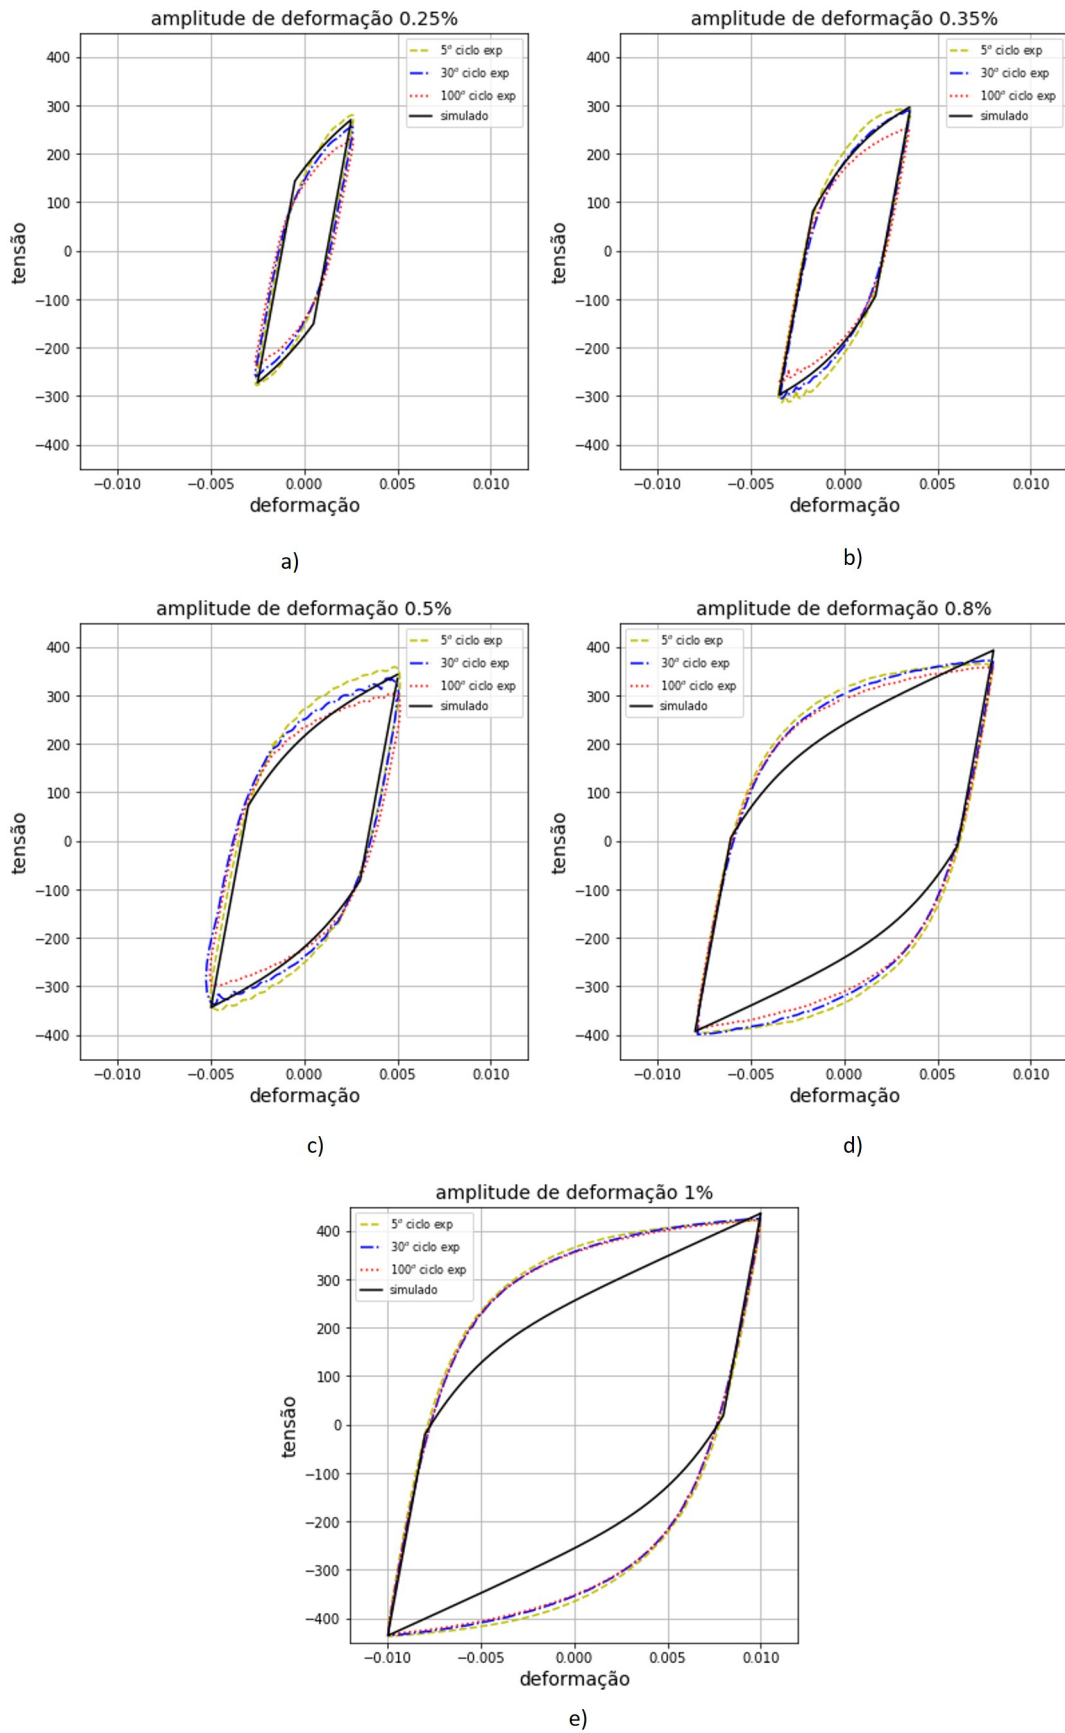 amplitude de deformação 0.25%
400
300
200
100
0
−100
−200
−300
−400
tensão
5º ciclo exp
30º ciclo exp
100º ciclo exp
simulado
−0.010 −0.005 0.000 0.005 0.010
deformação
a)
amplitude de deformação 0.35%
400
300
200
100
0
−100
−200
−300
−400
tensão
5º ciclo exp
30º ciclo exp
100º ciclo exp
simulado
−0.010 −0.005 0.000 0.005 0.010
deformação
b)
amplitude de deformação 0.5%
400
300
200
100
0
−100
−200
−300
−400
tensão
5º ciclo exp
30º ciclo exp
100º ciclo exp
simulado
−0.010 −0.005 0.000 0.005 0.010
deformação
c)
amplitude de deformação 0.8%
400
300
200
100
0
−100
−200
−300
−400
tensão
5º ciclo exp
30º ciclo exp
100º ciclo exp
simulado
−0.010 −0.005 0.000 0.005 0.010
deformação
d)
amplitude de deformação 1%
400
300
200
100
0
−100
−200
−300
−400
tensão
5º ciclo exp
30º ciclo exp
100º ciclo exp
simulado
−0.010 −0.005 0.000 0.005 0.010
deformação
e)